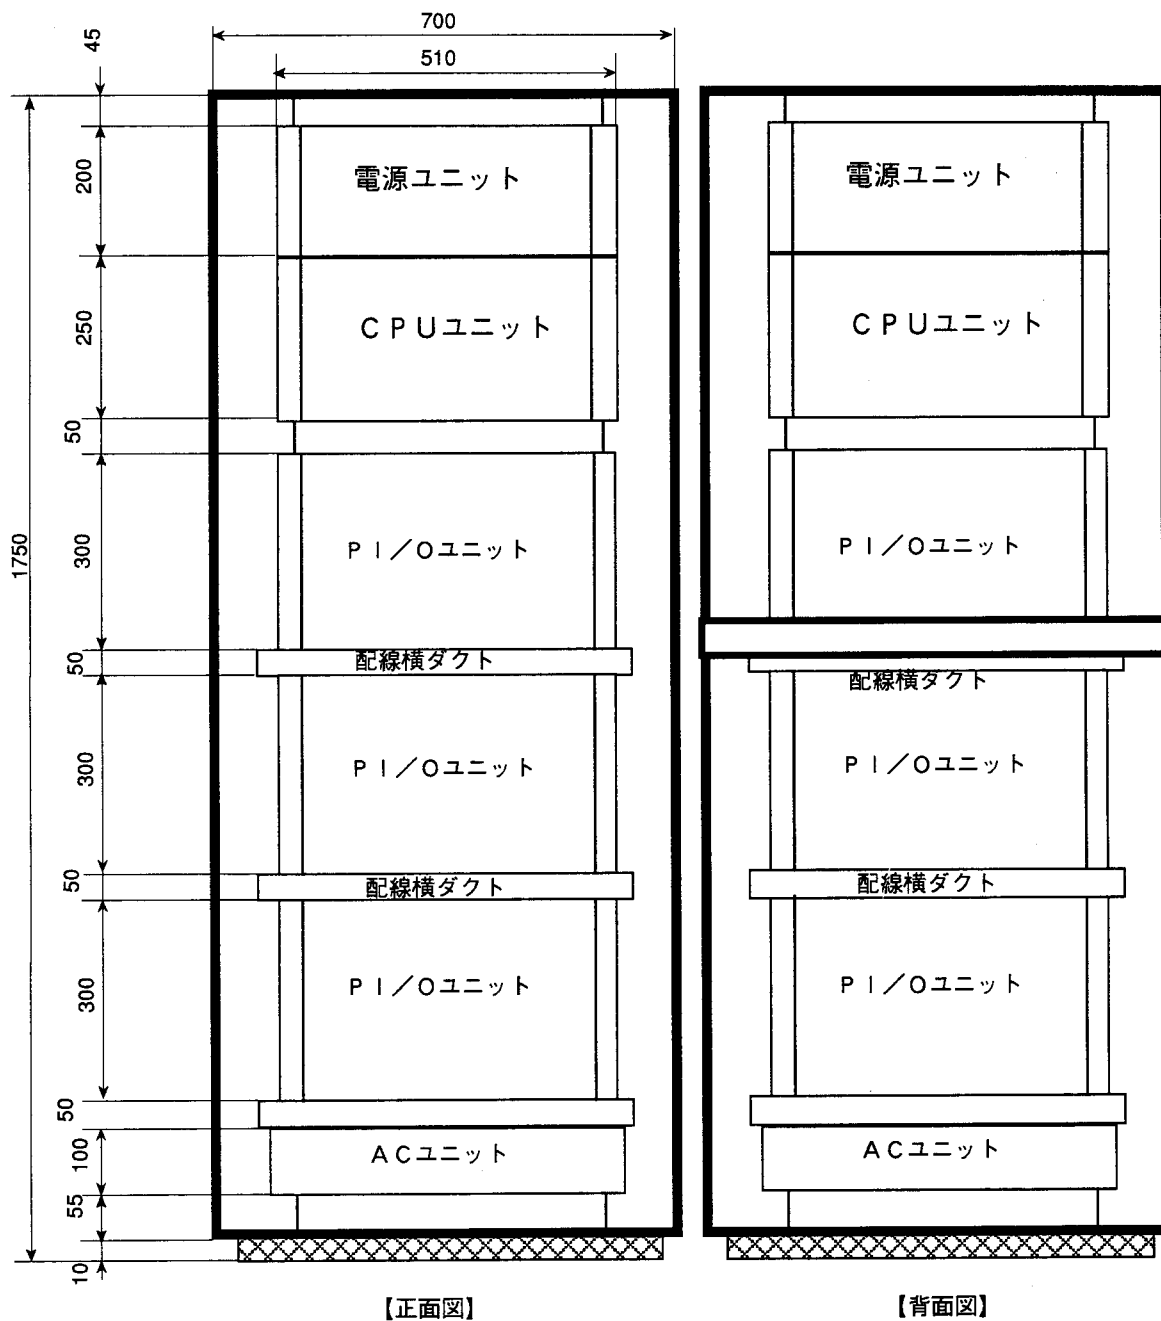 700
510
45
200
250
50
300
50
300
50
300
50
100
55
10
1750
電源ユニット
CPUユニット
PI/Oユニット
配線横ダクト
PI/Oユニット
配線横ダクト
PI/Oユニット
ACユニット
【正面図】
電源ユニット
CPUユニット
PI/Oユニット
配線横ダクト
PI/Oユニット
配線横ダクト
PI/Oユニット
ACユニット
【背面図】